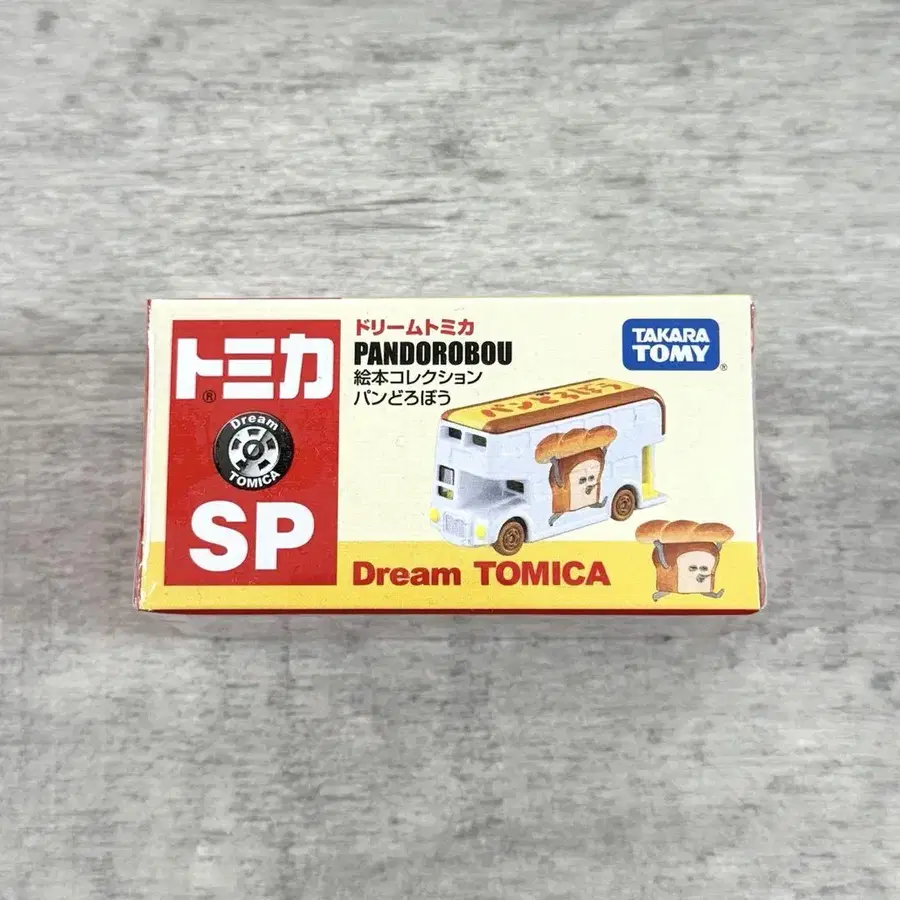 トミカ
®
Dream
TOMICA
SP
ドリームトミカ
PANDOROBOU
絵本コレクション
パンどろぼう
TAKARA
TOMY
®
パンどろぼう
Dream TOMICA